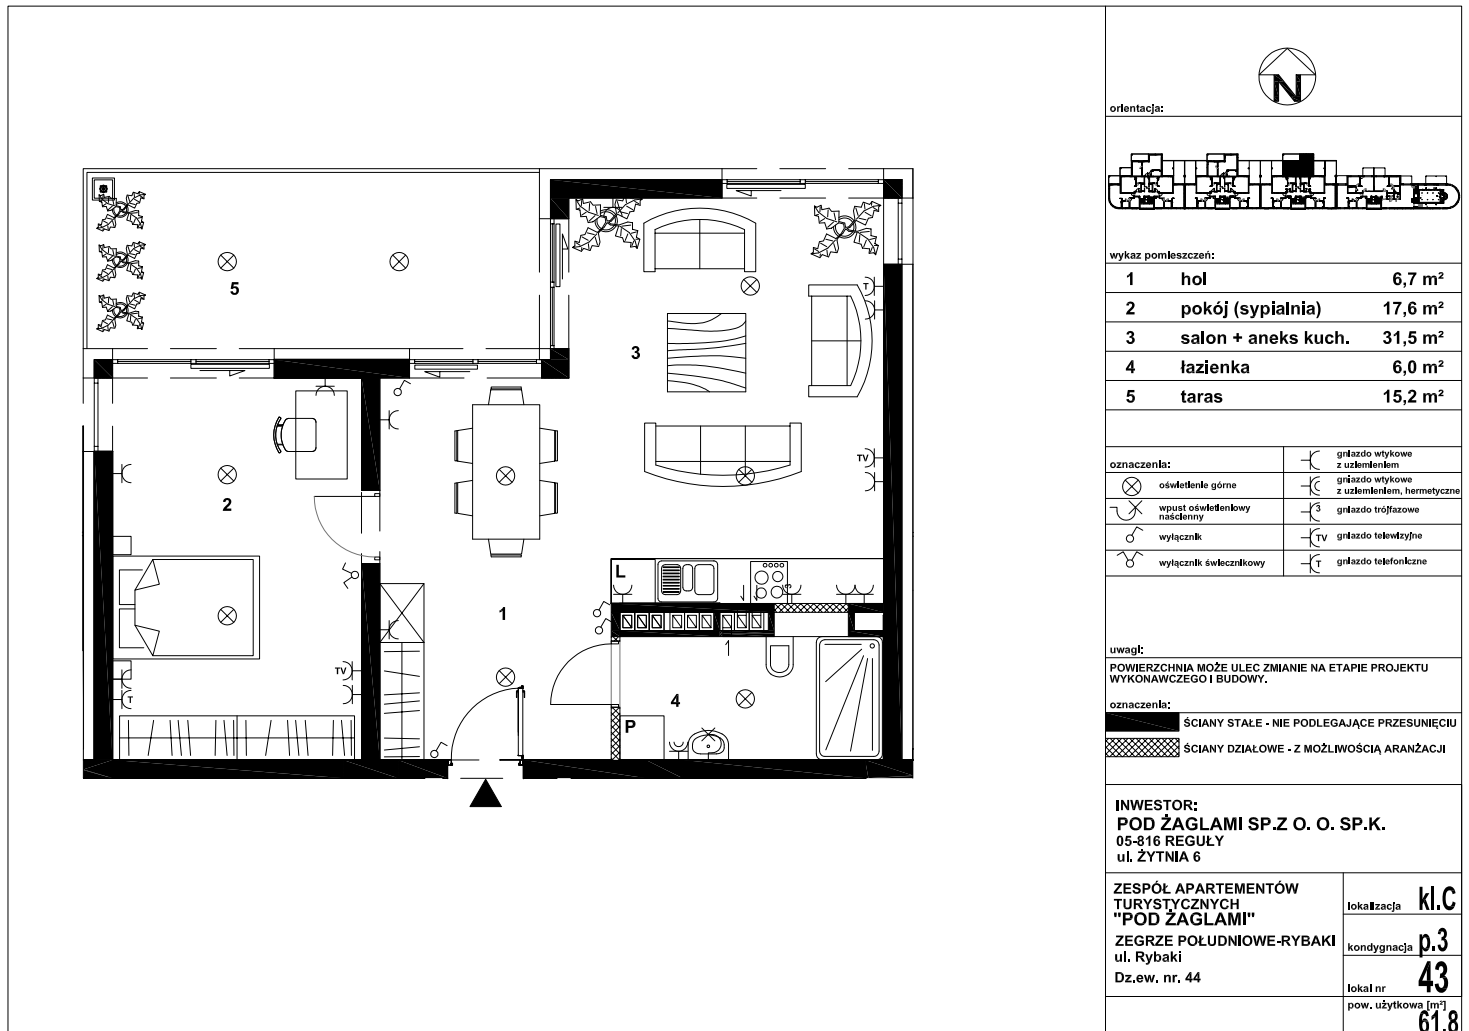 5
3
2
TV
T
TV
T
L
3
1
4
P
N
orientacja:
wykaz pomieszczeń:
1 hol 6,7 m²
2 pokój (sypialnia) 17,6 m²
3 salon + aneks kuch. 31,5 m²
4 łazienka 6,0 m²
5 taras 15,2 m²
oznaczenia:
oświetlenie górne
wpust oświetleniowy
naścienny
wyłącznik
wyłącznik świecznikowy
gniazdo wtykowe
z uziemieniem
gniazdo wtykowe
z uziemieniem, hermetyczne
3 gniazdo trójfazowe
TV gniazdo telewizyjne
T gniazdo telefoniczne
uwagi:
POWIERZCHNIA MOŻE ULEC ZMIANIE NA ETAPIE PROJEKTU
WYKONAWCZEGO I BUDOWY.
oznaczenia:
ŚCIANY STAŁE - NIE PODLEGAJĄCE PRZESUNIĘCIU
ŚCIANY DZIAŁOWE - Z MOŻLIWOŚCIĄ ARANŻACJI
INWESTOR:
POD ŻAGLAMI SP.Z O. O. SP.K.
05-816 REGUŁY
ul. ŻYTNIA 6
ZESPÓŁ APARTEMENTÓW
TURYSTYCZNYCH
"POD ŻAGLAMI"
ZEGRZE POŁUDNIOWE-RYBAKI
ul. Rybaki
Dz.ew. nr. 44
lokalizacja kl.C
kondygnacja p.3
lokal nr 43
pow. użytkowa [m²]
61,8